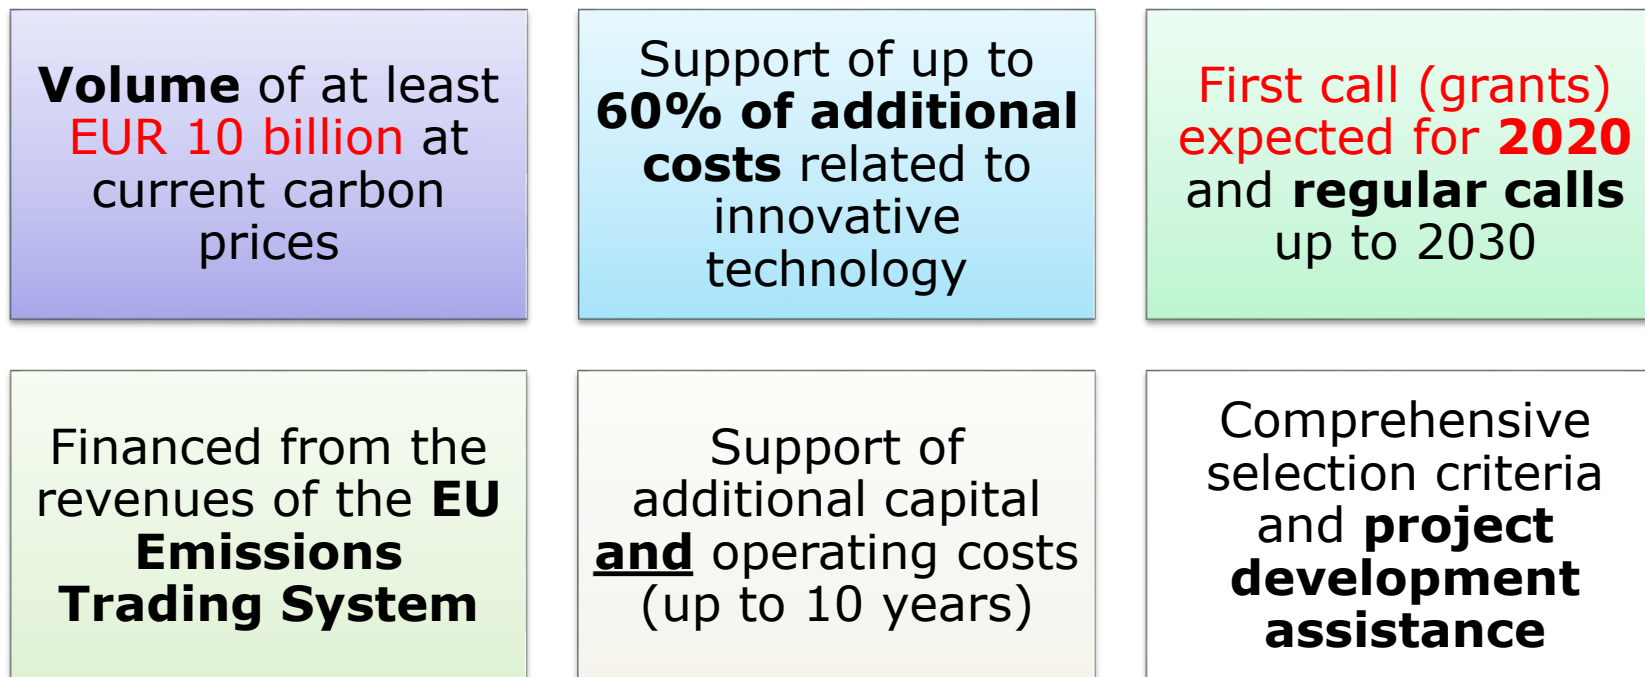 Volume of at least
EUR 10 billion at
current carbon
prices
Support of up to
60% of additional
costs related to
innovative
technology
First call (grants)
expected for 2020
and regular calls
up to 2030
Financed from the
revenues of the EU
Emissions
Trading System
Support of
additional capital
and operating costs
(up to 10 years)
Comprehensive
selection criteria
and project
development
assistance